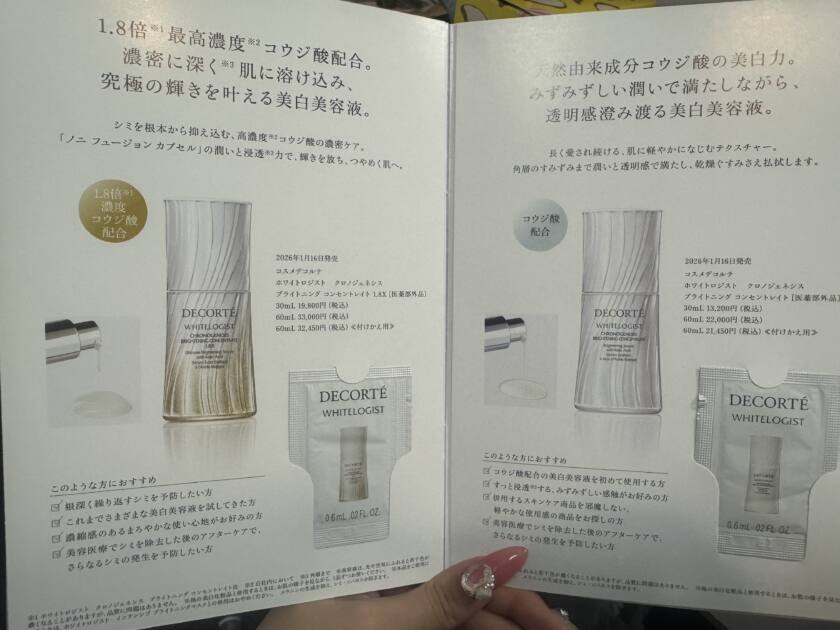 1.8倍※1 最高濃度※2 コウジ酸配合。
濃密に深く※3 肌に溶け込み、
究極の輝きを叶える美白美容液。
シミを根本から抑え込む、高濃度※2コウジ酸の濃密ケア。
「ノニ フュージョン カプセル」の潤いと浸透※3力で、輝きを放ち、つやめく肌へ。
1.8倍※1
濃度
コウジ酸
配合
2026年1月16日発売
コスメデコルテ
ホワイトロジスト クロノジェネシス
ブライトニング コンセントレイト 1.8X [医薬部外品]
30mL 19,800円 (税込)
60mL 33,000円 (税込)
60mL 32,450円 (税込) ≪付けかえ用≫
DECORTÉ
WHITELOGIST
CHRONOGENESIS
BRIGHTENING CONCENTRATE
1.8X
DECORTÉ
WHITELOGIST
0.6mL .02 FL.OZ.
このような方におすすめ
根深く繰り返すシミを予防したい方
これまでさまざまな美白美容液を試してきた方
濃縮感のあるまろやかな使い心地がお好みの方
美容医療でシミを除去した後のアフターケアで、
さらなるシミの発生を予防したい方
天然由来成分コウジ酸の美白力。
みずみずしい潤いで満たしながら、
透明感澄み渡る美白美容液。
長く愛され続ける、肌に軽やかになじむテクスチャー。
角層のすみずみまで潤いと透明感で満たし、乾燥ぐすみさえ払拭します。
コウジ酸
配合
2026年1月16日発売
コスメデコルテ
ホワイトロジスト クロノジェネシス
ブライトニング コンセントレイト [医薬部外品]
30mL 13,200円 (税込)
60mL 22,000円 (税込)
60mL 21,450円 (税込) ≪付けかえ用≫
DECORTÉ
WHITELOGIST
CHRONOGENESIS
BRIGHTENING CONCENTRATE
DECORTÉ
WHITELOGIST
0.6mL .02 FL.OZ.
このような方におすすめ
コウジ酸配合の美白美容液を初めて使用する方
すっと浸透※3する、みずみずしい感触がお好みの方
併用するスキンケア商品を邪魔しない、
軽やかな使用感の商品をお探しの方
美容医療でシミを除去した後のアフターケアで、
さらなるシミの発生を予防したい方